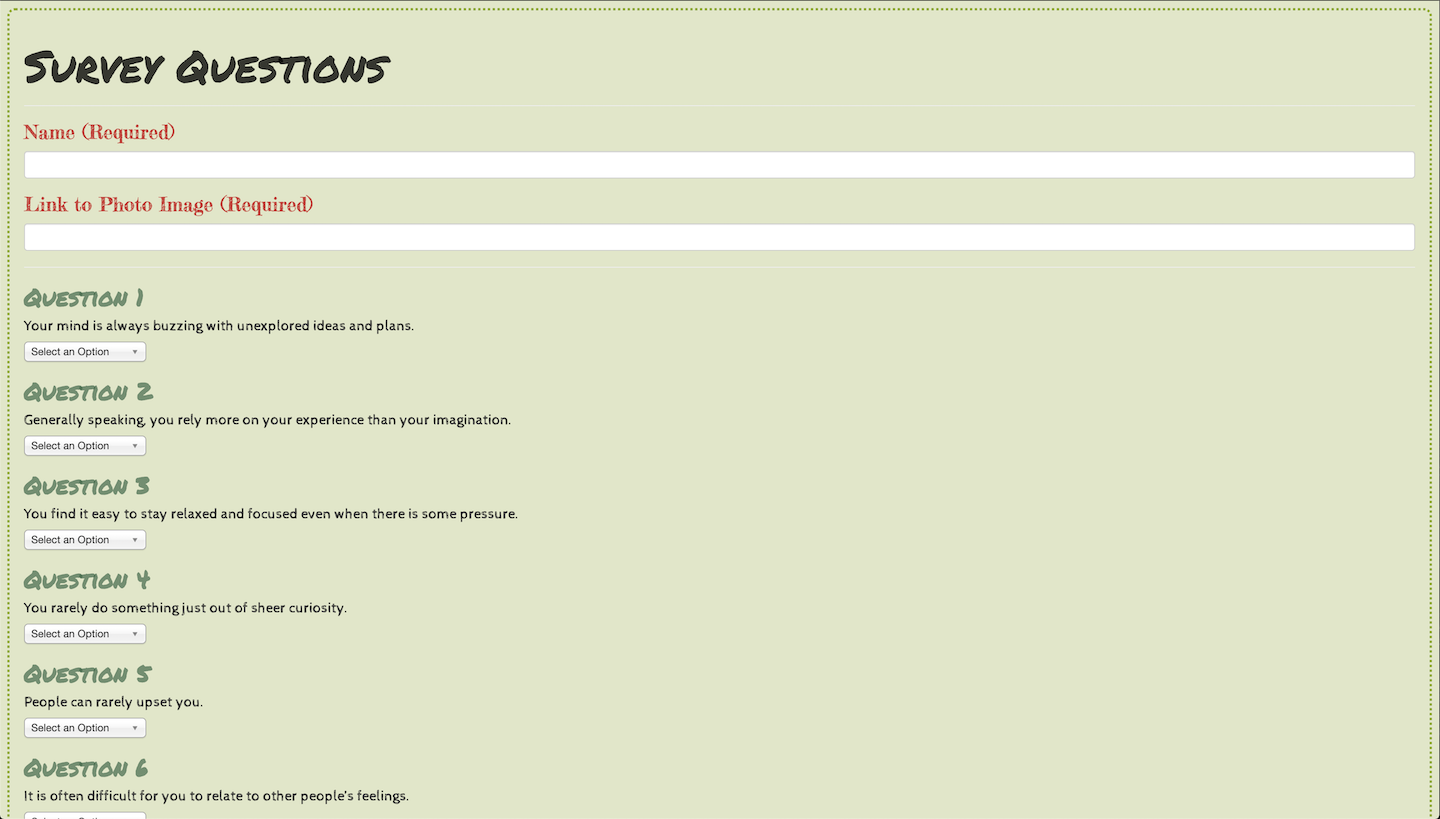 Survey Questions
Name (Required)
Link to Photo Image (Required)
Question 1
Your mind is always buzzing with unexplored ideas and plans.
Select an Option
Question 2
Generally speaking, you rely more on your experience than your imagination.
Select an Option
Question 3
You find it easy to stay relaxed and focused even when there is some pressure.
Select an Option
Question 4
You rarely do something just out of sheer curiosity.
Select an Option
Question 5
People can rarely upset you.
Select an Option
Question 6
It is often difficult for you to relate to other people's feelings.